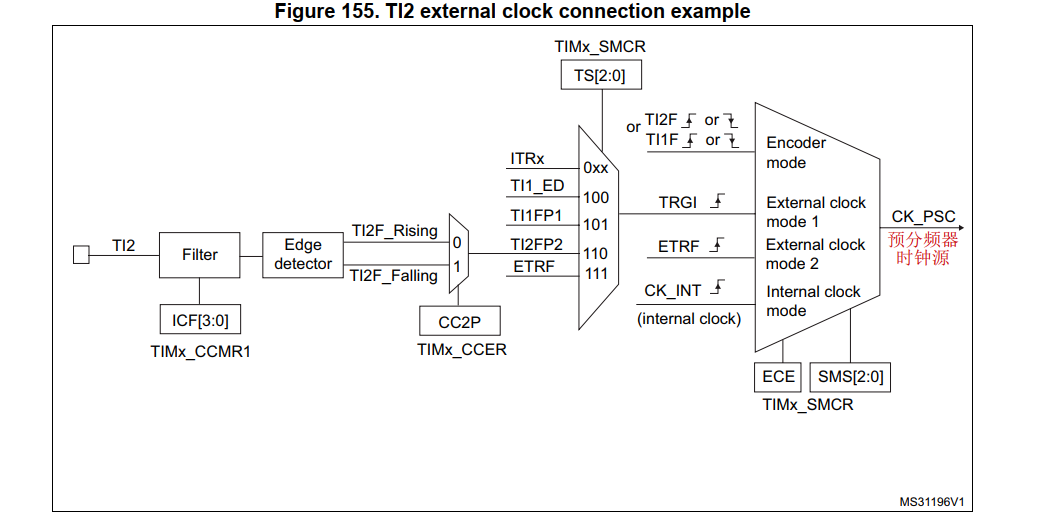 Figure 155. TI2 external clock connection example
TIMx_SMCR
TS[2:0]
or TI2F or
TI1F or
Encoder
mode
ITRx
0xx
TI1_ED
100
TI1FP1
101
TI2FP2
110
ETRF
111
TRGI
External clock
mode 1
ETRF
External clock
mode 2
CK_INT
(internal clock)
Internal clock
mode
CK_PSC
预分频器
时钟源
TI2
Filter
Edge
detector
TI2F_Rising
0
TI2F_Falling
1
ICF[3:0]
TIMx_CCMR1
CC2P
TIMx_CCER
ECE
SMS[2:0]
TIMx_SMCR
MS31196V1